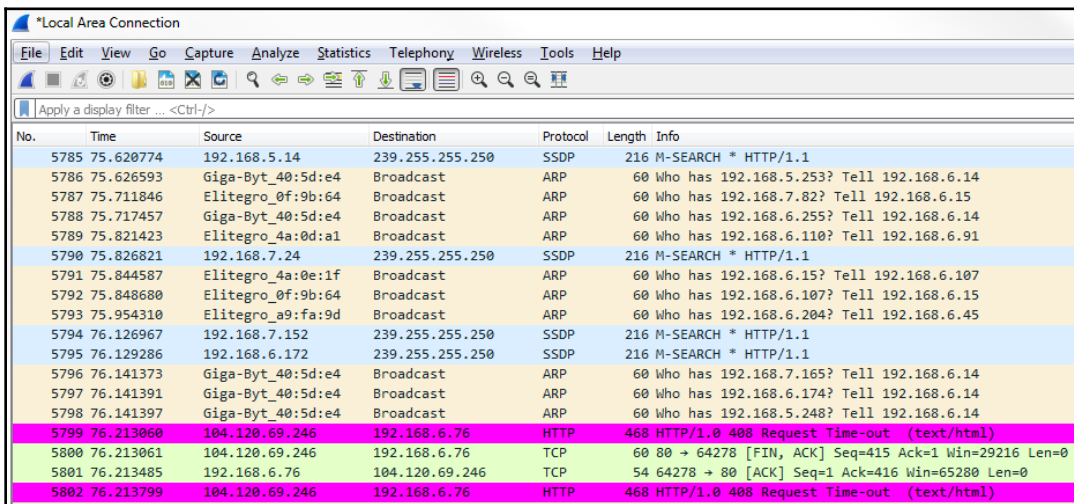 *Local Area Connection
File Edit View Go Capture Analyze Statistics Telephony Wireless Tools Help
Apply a display filter ... <Ctrl-/>
No. Time Source Destination Protocol Length Info
5785 75.620774 192.168.5.14 239.255.255.250 SSDP 216 M-SEARCH * HTTP/1.1
5786 75.626593 Giga-Byt_40:5d:e4 Broadcast ARP 60 Who has 192.168.5.253? Tell 192.168.6.14
5787 75.711846 Elitegro_0f:9b:64 Broadcast ARP 60 Who has 192.168.7.82? Tell 192.168.6.15
5788 75.717457 Giga-Byt_40:5d:e4 Broadcast ARP 60 Who has 192.168.6.255? Tell 192.168.6.14
5789 75.821423 Elitegro_4a:0d:a1 Broadcast ARP 60 Who has 192.168.6.110? Tell 192.168.6.91
5790 75.826821 192.168.7.24 239.255.255.250 SSDP 216 M-SEARCH * HTTP/1.1
5791 75.844587 Elitegro_4a:0e:1f Broadcast ARP 60 Who has 192.168.6.15? Tell 192.168.6.107
5792 75.848680 Elitegro_0f:9b:64 Broadcast ARP 60 Who has 192.168.6.107? Tell 192.168.6.15
5793 75.954310 Elitegro_a9:fa:9d Broadcast ARP 60 Who has 192.168.6.204? Tell 192.168.6.45
5794 76.126967 192.168.7.152 239.255.255.250 SSDP 216 M-SEARCH * HTTP/1.1
5795 76.129286 192.168.6.172 239.255.255.250 SSDP 216 M-SEARCH * HTTP/1.1
5796 76.141373 Giga-Byt_40:5d:e4 Broadcast ARP 60 Who has 192.168.7.165? Tell 192.168.6.14
5797 76.141391 Giga-Byt_40:5d:e4 Broadcast ARP 60 Who has 192.168.6.174? Tell 192.168.6.14
5798 76.141397 Giga-Byt_40:5d:e4 Broadcast ARP 60 Who has 192.168.5.248? Tell 192.168.6.14
5799 76.213060 104.120.69.246 192.168.6.76 HTTP 468 HTTP/1.0 408 Request Time-out (text/html)
5800 76.213061 104.120.69.246 192.168.6.76 TCP 60 80 → 64278 [FIN, ACK] Seq=415 Ack=1 Win=29216 Len=0
5801 76.213485 192.168.6.76 104.120.69.246 TCP 54 64278 → 80 [ACK] Seq=1 Ack=416 Win=65280 Len=0
5802 76.213799 104.120.69.246 192.168.6.76 HTTP 468 HTTP/1.0 408 Request Time-out (text/html)